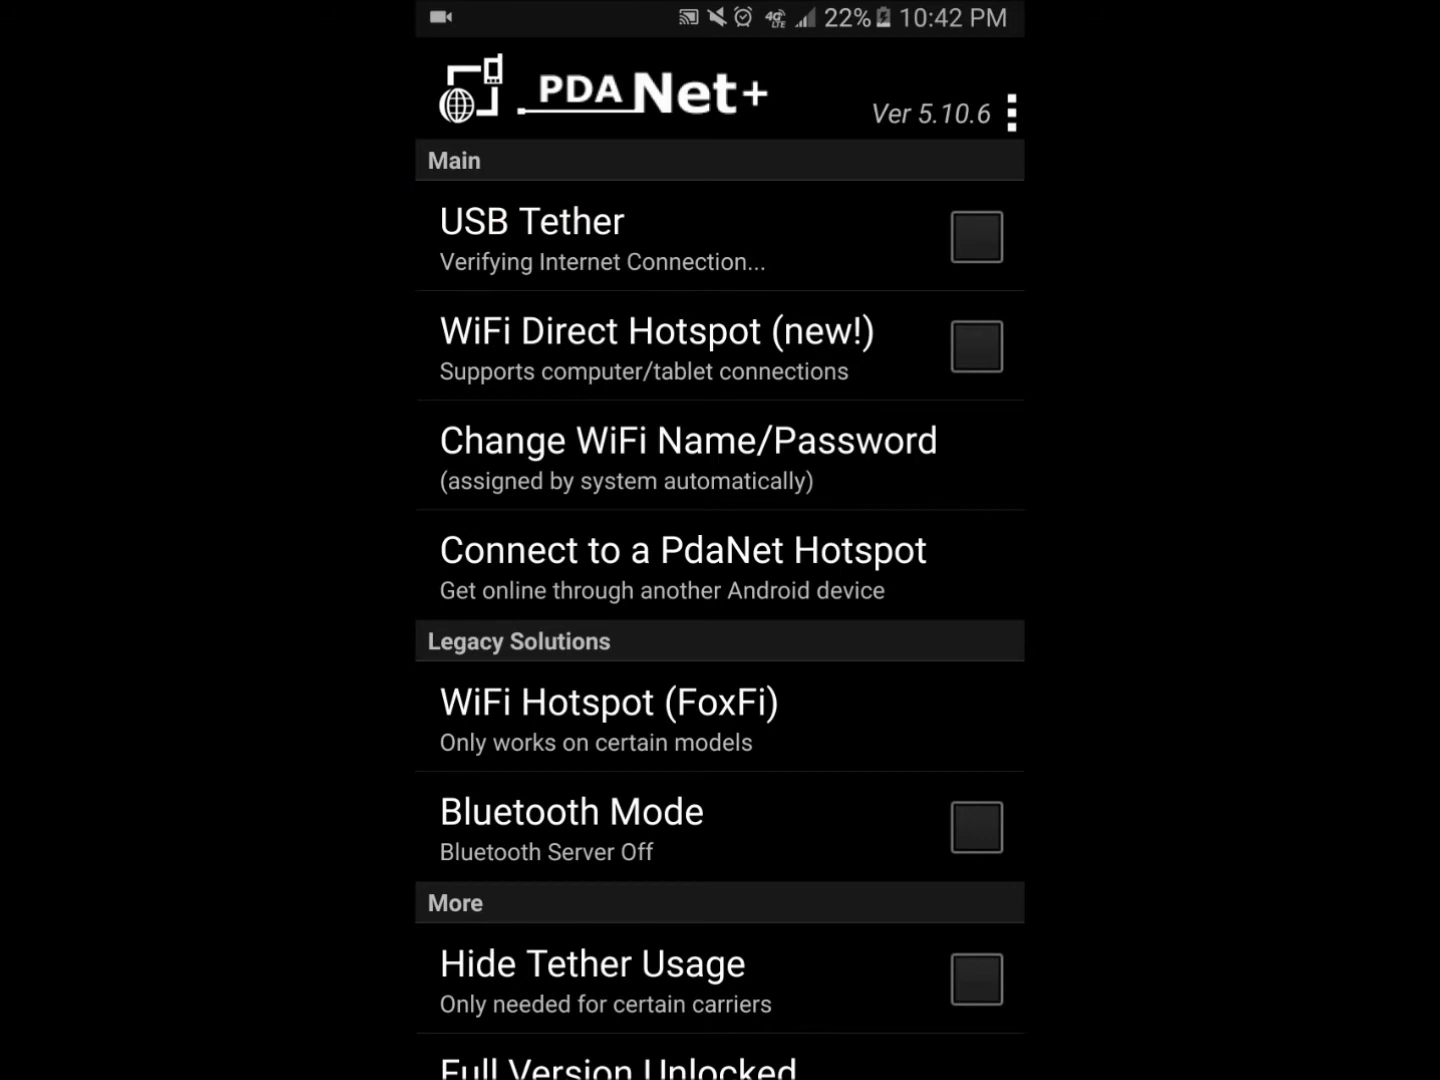 4G LTE 22% 10:42 PM
PDANet+
Ver 5.10.6
Main
USB Tether
Verifying Internet Connection...
WiFi Direct Hotspot (new!)
Supports computer/tablet connections
Change WiFi Name/Password
(assigned by system automatically)
Connect to a PdaNet Hotspot
Get online through another Android device
Legacy Solutions
WiFi Hotspot (FoxFi)
Only works on certain models
Bluetooth Mode
Bluetooth Server Off
More
Hide Tether Usage
Only needed for certain carriers
Full Version Unlocked